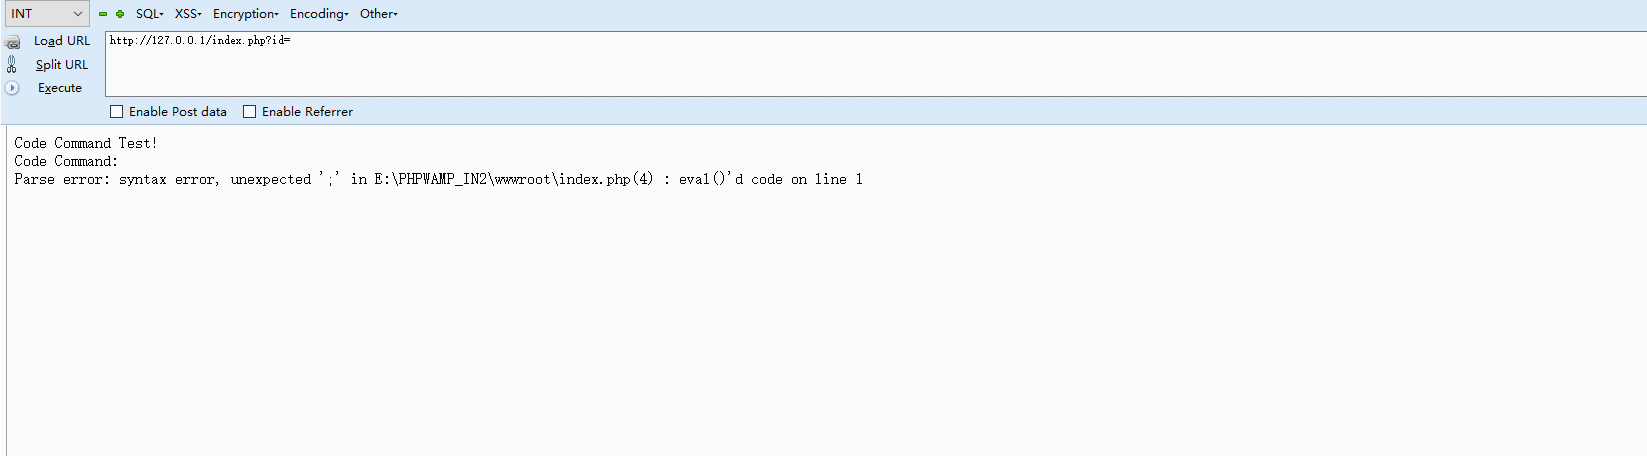 INT SQL XSS Encryption Encoding Other
Load URL http://127.0.0.1/index.php?id=
Split URL
Execute
Enable Post data Enable Referrer
Code Command Test!
Code Command:
Parse error: syntax error, unexpected ';' in E:\PHPWAMP_IN2\wwwroot\index.php(4) : eval()'d code on line 1